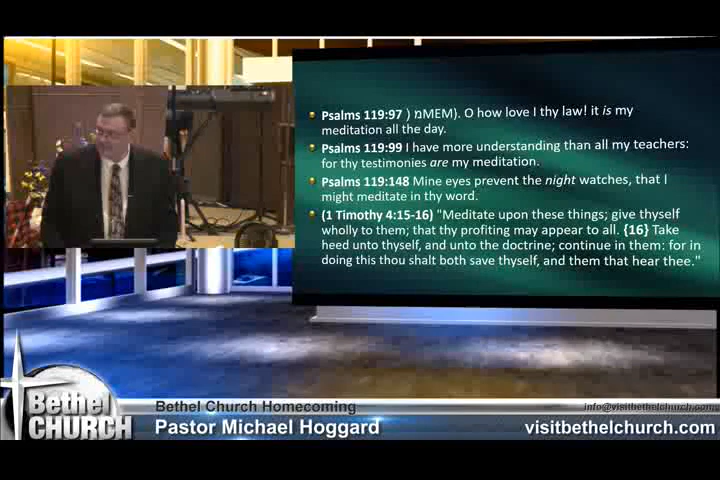 Psalms 119:97 ) מMEM). O how love I thy law! it is my
meditation all the day.
Psalms 119:99 I have more understanding than all my teachers:
for thy testimonies are my meditation.
Psalms 119:148 Mine eyes prevent the night watches, that I
might meditate in thy word.
(1 Timothy 4:15-16) "Meditate upon these things; give thyself
wholly to them; that thy profiting may appear to all. {16} Take
heed unto thyself, and unto the doctrine; continue in them: for in
doing this thou shalt both save thyself, and them that hear thee."
Bethel
CHURCH
Bethel Church Homecoming
info@visitbethelchurch.com
Pastor Michael Hoggard
visitbethelchurch.com